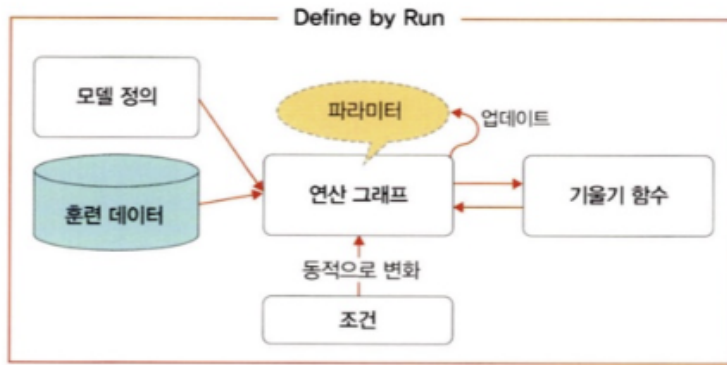 Define by Run
모델 정의
파라미터
업데이트
훈련 데이터
연산 그래프
기울기 함수
동적으로 변화
조건